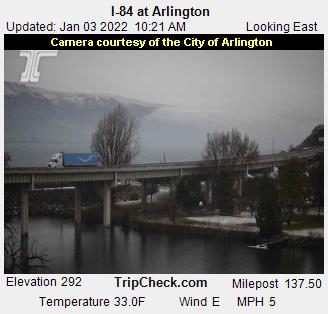 I-84 at Arlington
Updated: Jan 03 2022 10:21 AM Looking East
Camera courtesy of the City of Arlington
Elevation 292 TripCheck.com Milepost 137.50
Temperature 33.0F Wind E MPH 5